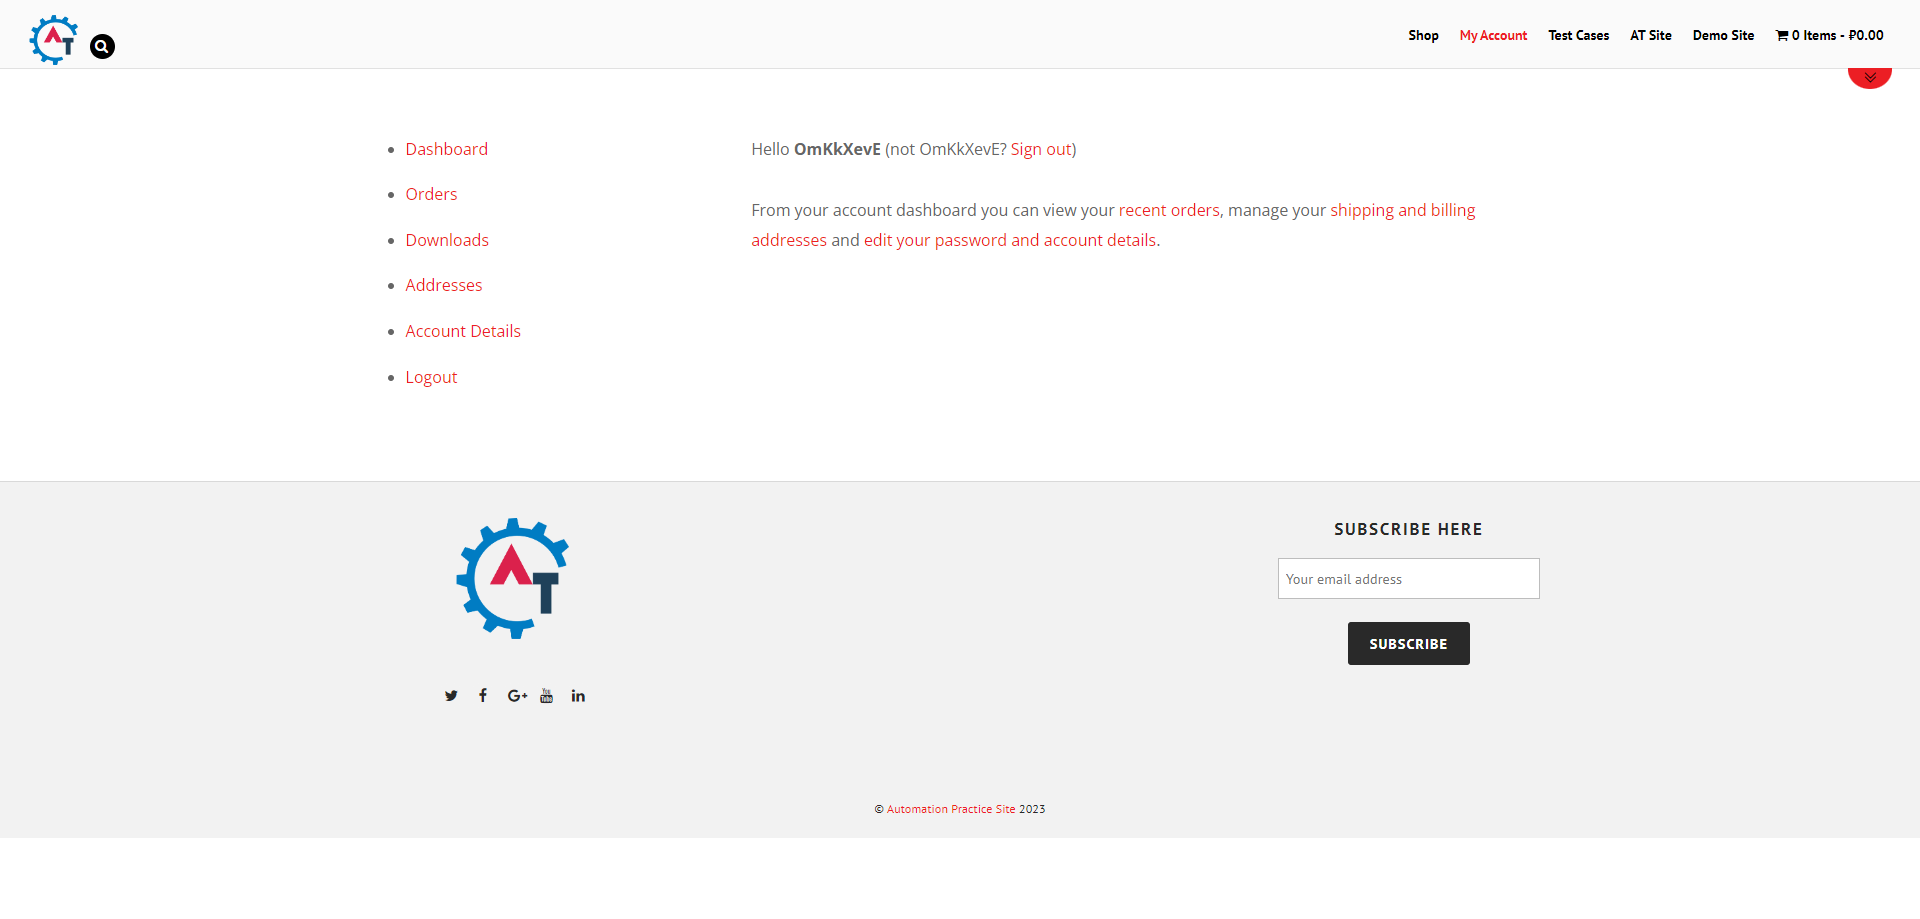 AT
Shop
My Account
Test Cases
AT Site
Demo Site
0 Items - ₽0.00
Dashboard
Orders
Downloads
Addresses
Account Details
Logout
Hello OmKkXevE (not OmKkXevE? Sign out)
From your account dashboard you can view your recent orders, manage your shipping and billing
addresses and edit your password and account details.
AT
G+
You
Tube
in
SUBSCRIBE HERE
Your email address
SUBSCRIBE
© Automation Practice Site 2023